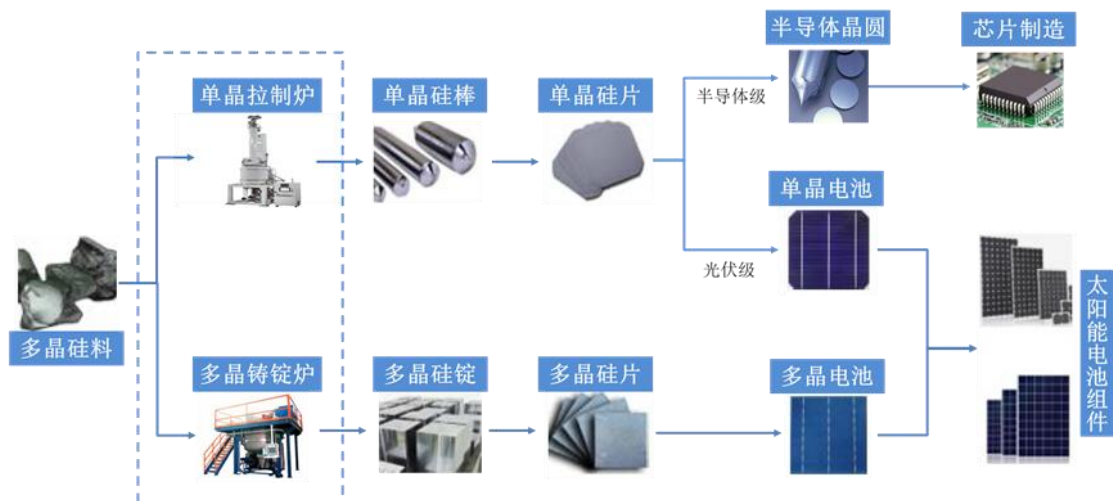 半导体晶圆
芯片制造
单晶拉制炉
单晶硅棒
单晶硅片
半导体级
单晶电池
光伏级
多晶硅料
太阳能电池组件
多晶铸锭炉
多晶硅锭
多晶硅片
多晶电池